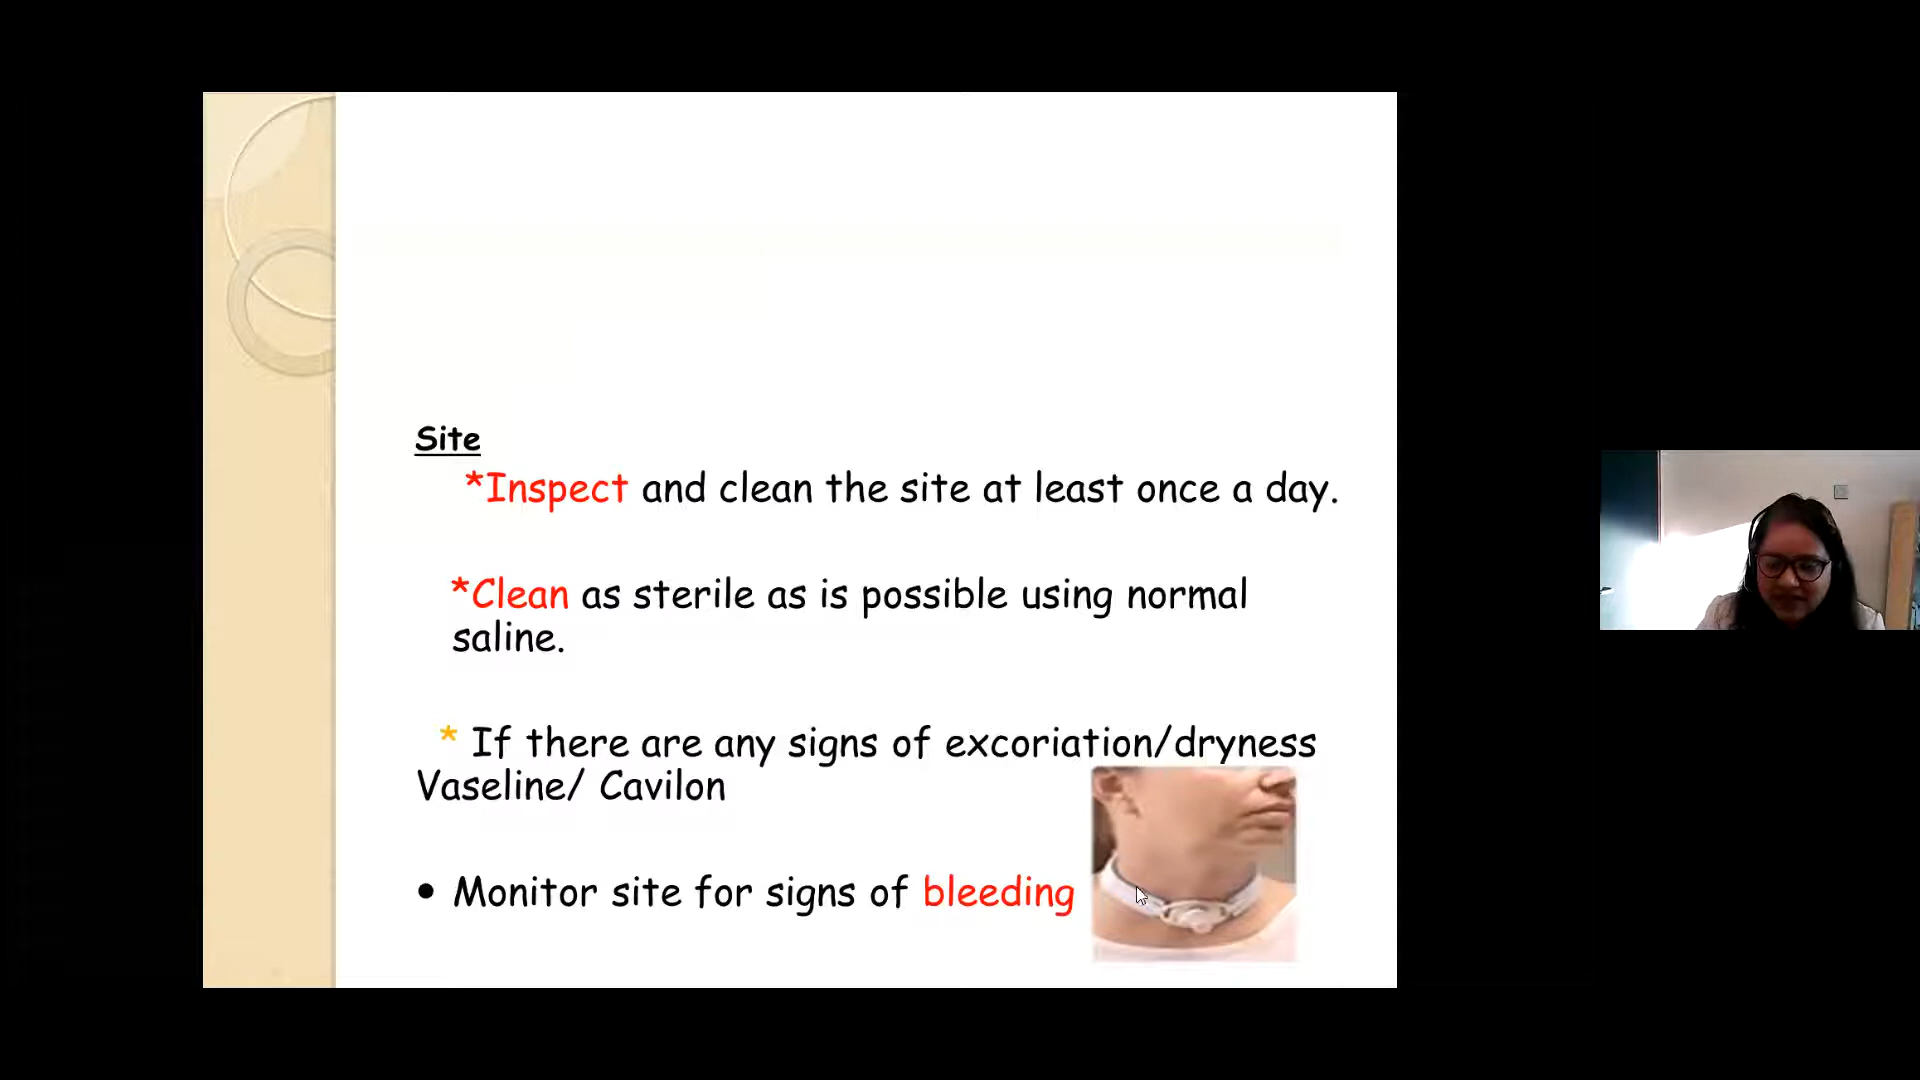 Site
*Inspect and clean the site at least once a day.
*Clean as sterile as is possible using normal
saline.
* If there are any signs of excoriation/dryness
Vaseline/ Cavilon
• Monitor site for signs of bleeding